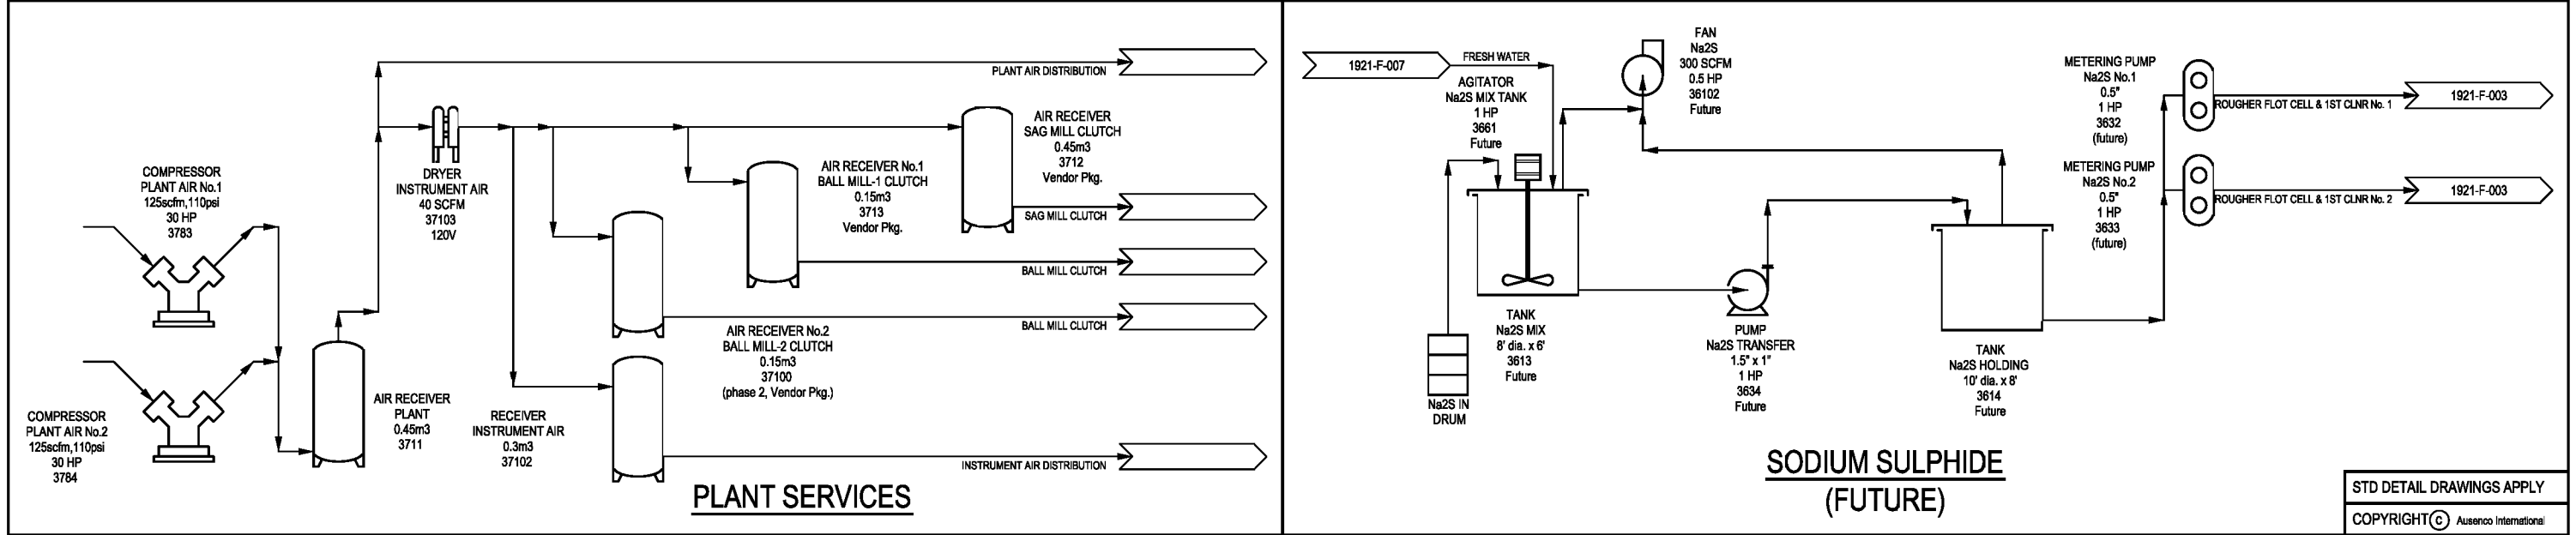 COMPRESSOR
PLANT AIR No.1
125scfm,110psi
30 HP
3783
COMPRESSOR
PLANT AIR No.2
125scfm,110psi
30 HP
3784
AIR RECEIVER
PLANT
0.45m3
3711
DRYER
INSTRUMENT AIR
40 SCFM
37103
120V
RECEIVER
INSTRUMENT AIR
0.3m3
37102
AIR RECEIVER No.2
BALL MILL-2 CLUTCH
0.15m3
37100
(phase 2, Vendor Pkg.)
AIR RECEIVER No.1
BALL MILL-1 CLUTCH
0.15m3
3713
Vendor Pkg.
AIR RECEIVER
SAG MILL CLUTCH
0.45m3
3712
Vendor Pkg.
PLANT AIR DISTRIBUTION
SAG MILL CLUTCH
BALL MILL CLUTCH
BALL MILL CLUTCH
INSTRUMENT AIR DISTRIBUTION
PLANT SERVICES
1921-F-007
FRESH WATER
AGITATOR
Na2S MIX TANK
1 HP
3661
Future
Na2S IN
DRUM
TANK
Na2S MIX
8' dia. x 6'
3613
Future
FAN
Na2S
300 SCFM
0.5 HP
36102
Future
PUMP
Na2S TRANSFER
1.5" x 1"
1 HP
3634
Future
TANK
Na2S HOLDING
10' dia. x 8'
3614
Future
METERING PUMP
Na2S No.1
0.5"
1 HP
3632
(future)
METERING PUMP
Na2S No.2
0.5"
1 HP
3633
(future)
ROUGHER FLOT CELL & 1ST CLNR No. 1
1921-F-003
ROUGHER FLOT CELL & 1ST CLNR No. 2
1921-F-003
SODIUM SULPHIDE
(FUTURE)
STD DETAIL DRAWINGS APPLY
COPYRIGHT © Ausenco International